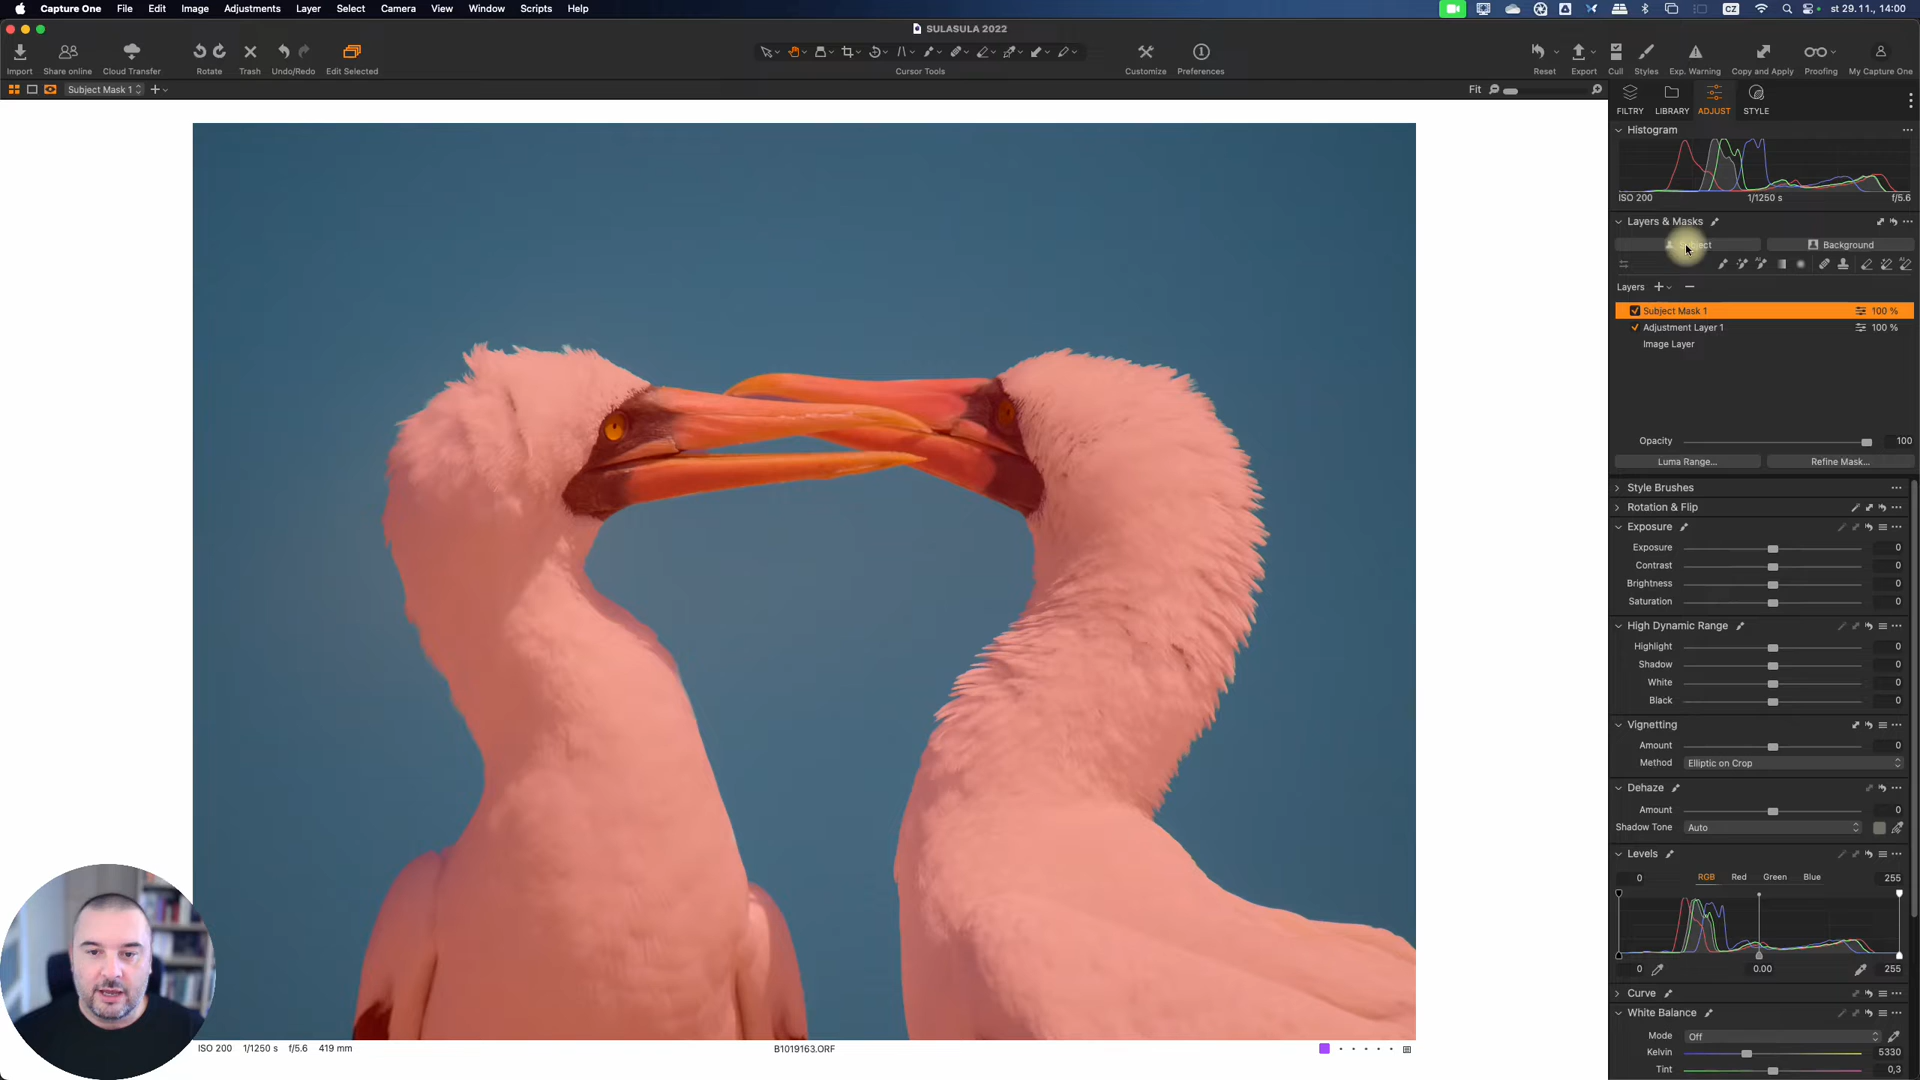 Capture One File Edit Image Adjustments Layer Select Camera View Window Scripts Help CZ st 29.11., 14:00
SULASULA 2022
Import Share online Cloud Transfer Rotate Trash Undo/Redo Edit Selected Cursor Tools Customize Preferences Reset Export Cull Styles Exp. Warning Copy and Apply Proofing My Capture One
Subject Mask 1 Fit
FILTRY LIBRARY ADJUST STYLE
Histogram
ISO 200 1/1250 s f/5.6
Layers & Masks
Subject Background
Layers
Subject Mask 1 100 %
Adjustment Layer 1 100 %
Image Layer
Opacity 100
Luma Range... Refine Mask...
Style Brushes
Rotation & Flip
Exposure
Exposure 0
Contrast 0
Brightness 0
Saturation 0
High Dynamic Range
Highlight 0
Shadow 0
White 0
Black 0
Vignetting
Amount 0
Method Elliptic on Crop
Dehaze
Amount 0
Shadow Tone Auto
Levels
0 RGB Red Green Blue 255
0 0.00 255
Curve
White Balance
Mode Off
Kelvin 5330
Tint 0,3
ISO 200 1/1250 s f/5.6 419 mm B1019163.ORF